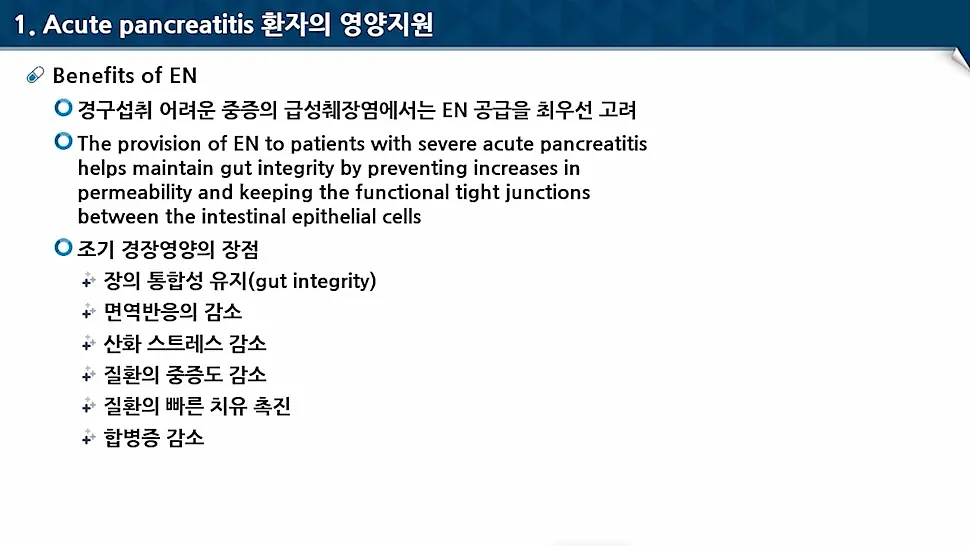 1. Acute pancreatitis 환자의 영양지원
Benefits of EN
경구섭취 어려운 중증의 급성췌장염에서는 EN 공급을 최우선 고려
The provision of EN to patients with severe acute pancreatitis
helps maintain gut integrity by preventing increases in
permeability and keeping the functional tight junctions
between the intestinal epithelial cells
조기 경장영양의 장점
장의 통합성 유지(gut integrity)
면역반응의 감소
산화 스트레스 감소
질환의 중증도 감소
질환의 빠른 치유 촉진
합병증 감소